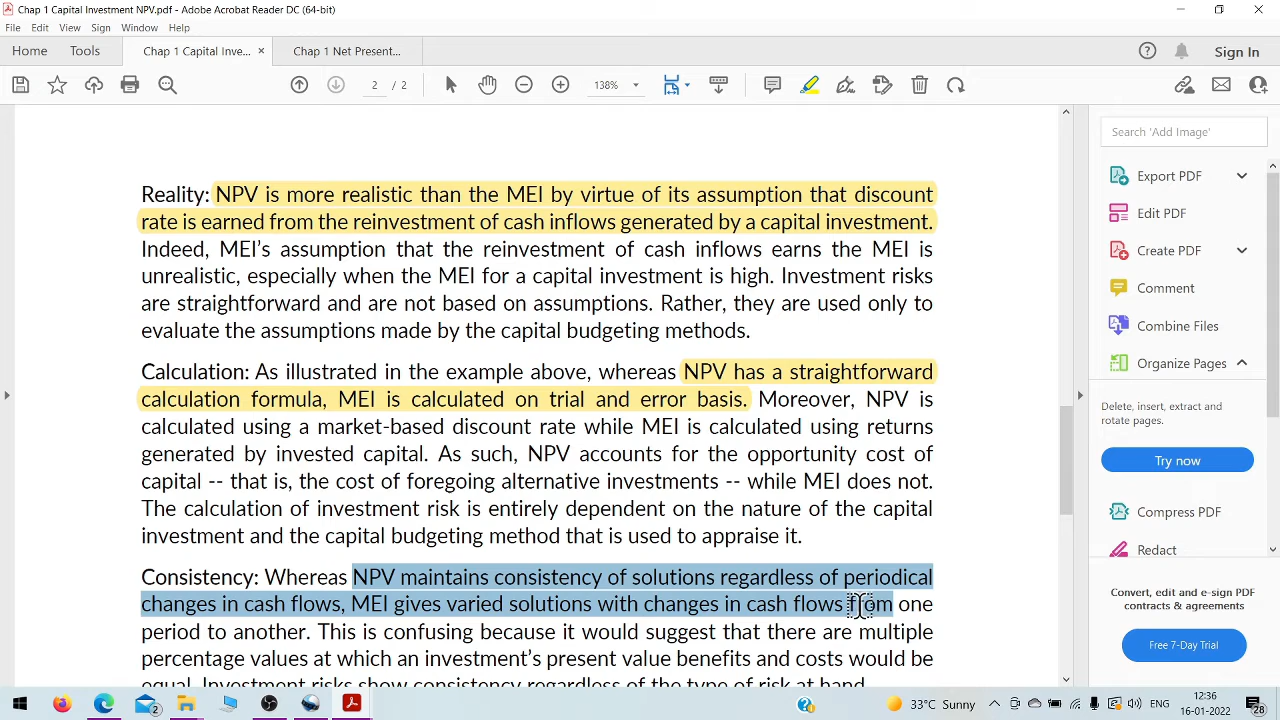 Chap 1 Capital Investment NPV.pdf - Adobe Acrobat Reader DC (64-bit)
File Edit View Sign Window Help
Home Tools Chap 1 Capital Inve... × Chap 1 Net Present... Sign In
2 / 2 138%
Search 'Add Image'
Reality: NPV is more realistic than the MEI by virtue of its assumption that discount
rate is earned from the reinvestment of cash inflows generated by a capital investment.
Indeed, MEI's assumption that the reinvestment of cash inflows earns the MEI is
unrealistic, especially when the MEI for a capital investment is high. Investment risks
are straightforward and are not based on assumptions. Rather, they are used only to
evaluate the assumptions made by the capital budgeting methods.
Calculation: As illustrated in the example above, whereas NPV has a straightforward
calculation formula, MEI is calculated on trial and error basis. Moreover, NPV is
calculated using a market-based discount rate while MEI is calculated using returns
generated by invested capital. As such, NPV accounts for the opportunity cost of
capital -- that is, the cost of foregoing alternative investments -- while MEI does not.
The calculation of investment risk is entirely dependent on the nature of the capital
investment and the capital budgeting method that is used to appraise it.
Consistency: Whereas NPV maintains consistency of solutions regardless of periodical
changes in cash flows, MEI gives varied solutions with changes in cash flows from one
period to another. This is confusing because it would suggest that there are multiple
percentage values at which an investment's present value benefits and costs would be
equal. Investment risks show consistency regardless of the type of risk at hand.
Export PDF
Edit PDF
Create PDF
Comment
Combine Files
Organize Pages
Delete, insert, extract and
rotate pages.
Try now
Compress PDF
Redact
Convert, edit and e-sign PDF
contracts & agreements
Free 7-Day Trial
2
33°C Sunny
ENG
12:36
16-01-2022
28